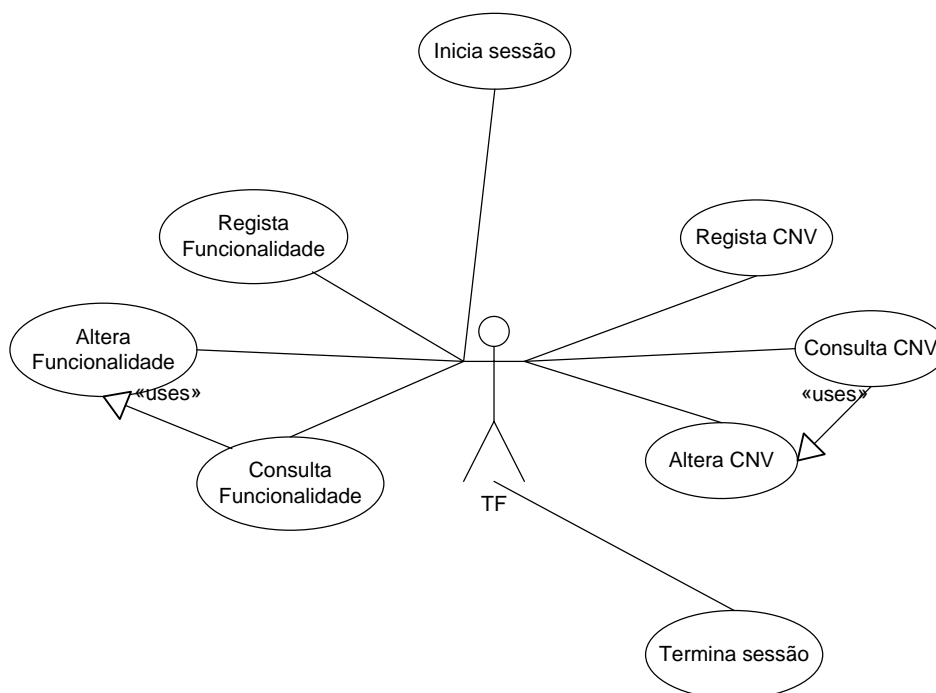 Inicia sessão
Regista
Funcionalidade
Regista CNV
Altera
Funcionalidade
«uses»
Consulta CNV
«uses»
Consulta
Funcionalidade
Altera CNV
TF
Termina sessão